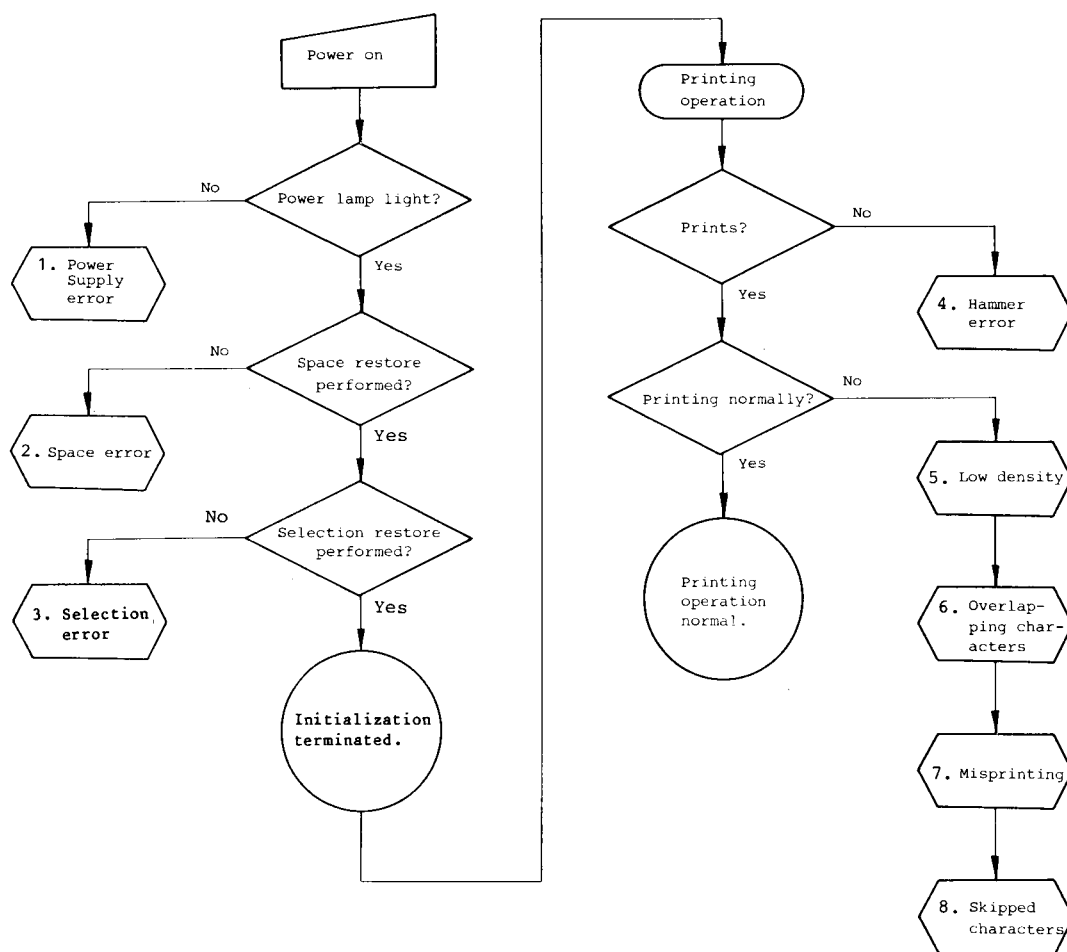 Power on
Power lamp light?
No
1. Power
Supply
error
Yes
Space restore
performed?
No
2. Space error
Yes
Selection restore
performed?
No
3. Selection
error
Yes
Initialization
terminated.
Printing
operation
Prints?
No
4. Hammer
error
Yes
Printing normally?
No
5. Low density
Yes
Printing
operation
normal.
6. Overlap-
ping char-
acters
7. Misprinting
8. Skipped
characters